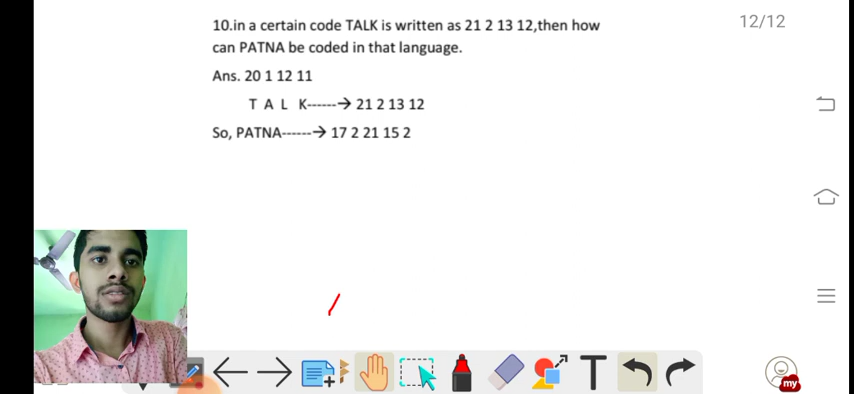 10.in a certain code TALK is written as 21 2 13 12,then how
can PATNA be coded in that language.
Ans. 20 1 12 11
T A L K------→ 21 2 13 12
So, PATNA------→ 17 2 21 15 2
12/12
T
my